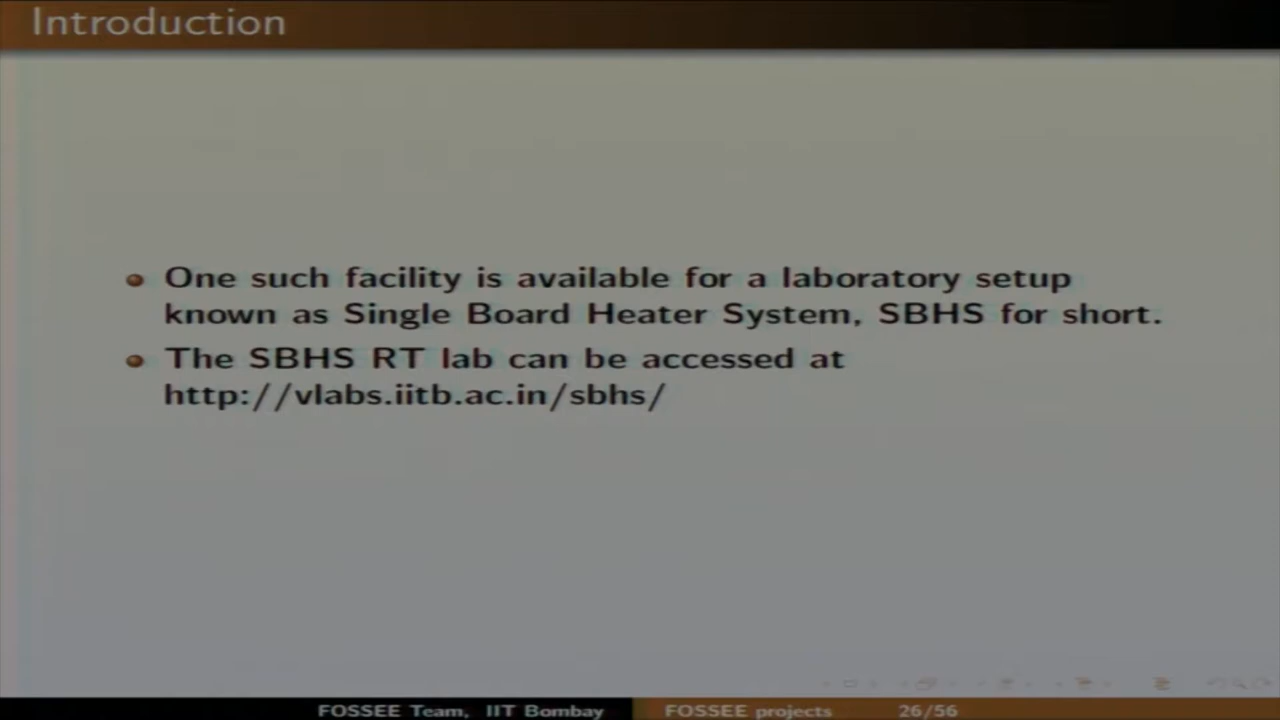 Introduction
One such facility is available for a laboratory setup
known as Single Board Heater System, SBHS for short.
The SBHS RT lab can be accessed at
http://vlabs.iitb.ac.in/sbhs/
FOSSEE Team, IIT Bombay FOSSEE projects 26/56